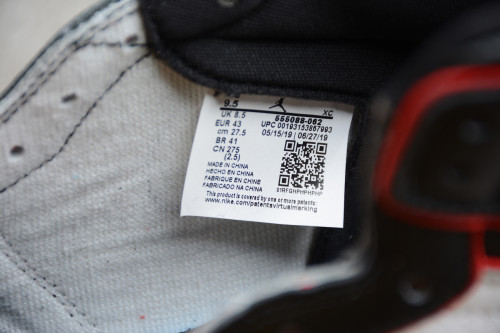 9.5 XC
UK 8.5 555088-062
EUR 43 UPC 00193153867993
cm 27.5 05/15/19 | 06/27/19
BR 41
CN 275
(2.5)
MADE IN CHINA
HECHO EN CHINA
FABRIQUE EN CHINE
FABRICADO NA CHINA
01RFGHPHPHPHP
This product is covered by one or more patents:
www.nike.com/patentsvirtualmarking